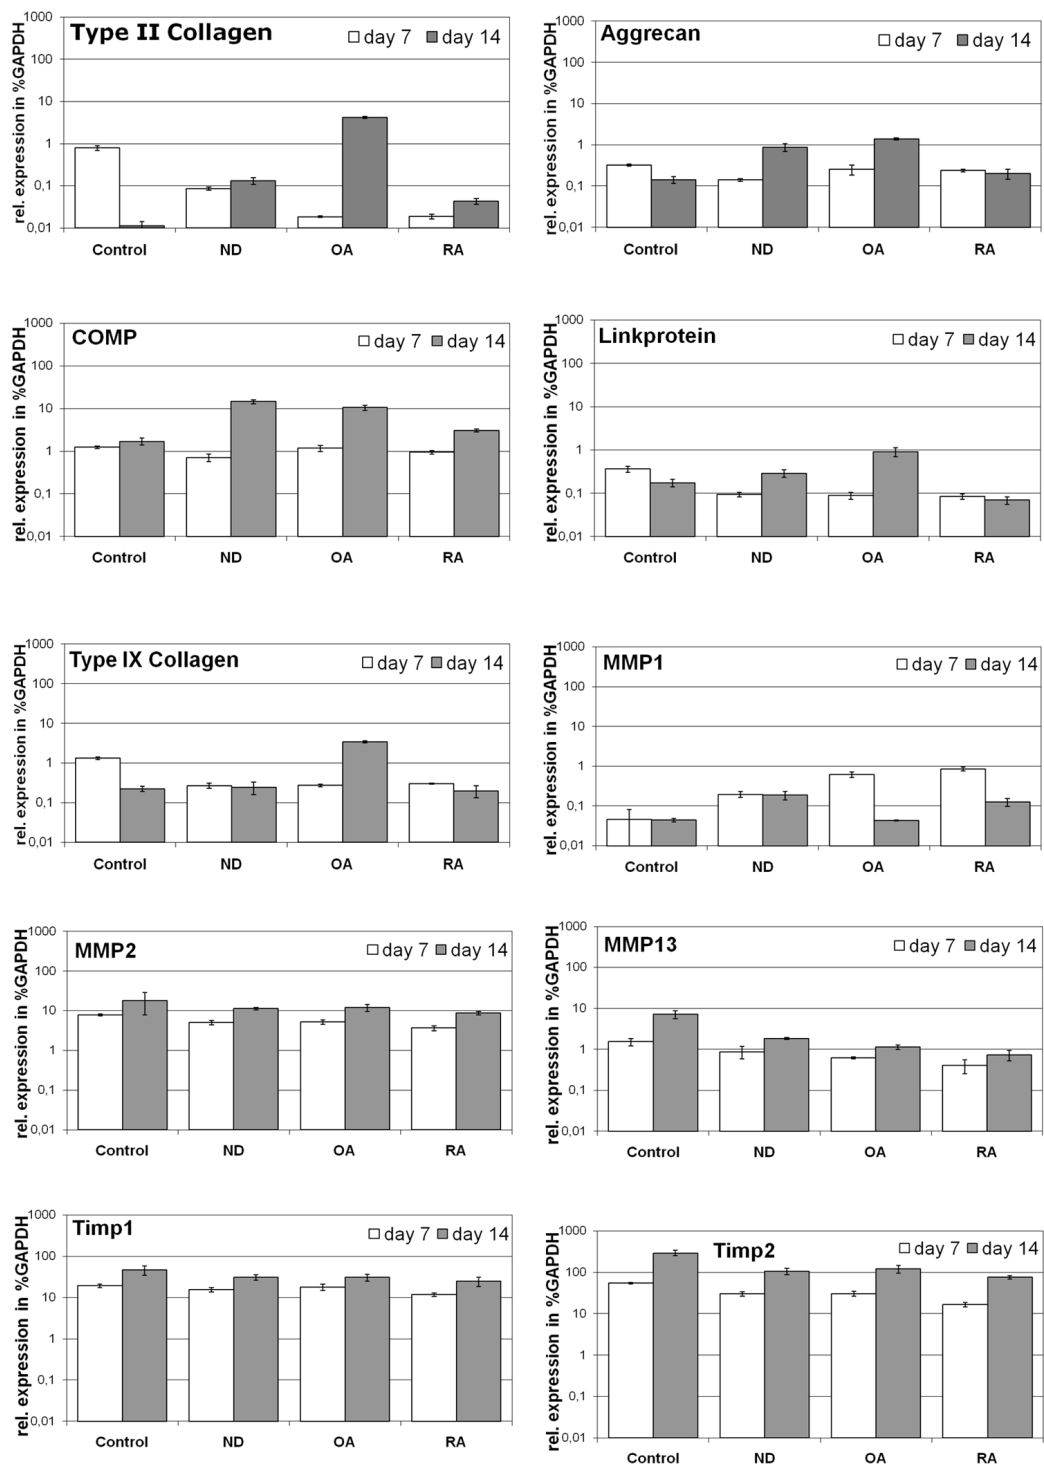 rel. expression in %GAPDH
Type II Collagen
day 7 day 14
1000
100
10
1
0,1
0,01
Control ND OA RA
rel. expression in %GAPDH
Aggrecan
day 7 day 14
1000
100
10
1
0,1
0,01
Control ND OA RA
rel. expression in %GAPDH
COMP
day 7 day 14
1000
100
10
1
0,1
0,01
Control ND OA RA
rel. expression in %GAPDH
Linkprotein
day 7 day 14
1000
100
10
1
0,1
0,01
Control ND OA RA
rel. expression in %GAPDH
Type IX Collagen
day 7 day 14
1000
100
10
1
0,1
0,01
Control ND OA RA
rel. expression in %GAPDH
MMP1
day 7 day 14
1000
100
10
1
0,1
0,01
Control ND OA RA
rel. expression in %GAPDH
MMP2
day 7 day 14
1000
100
10
1
0,1
0,01
Control ND OA RA
rel. expression in %GAPDH
MMP13
day 7 day 14
1000
100
10
1
0,1
0,01
Control ND OA RA
rel. expression in %GAPDH
Timp1
day 7 day 14
1000
100
10
1
0,1
0,01
Control ND OA RA
rel. expression in %GAPDH
Timp2
day 7 day 14
1000
100
10
1
0,1
0,01
Control ND OA RA